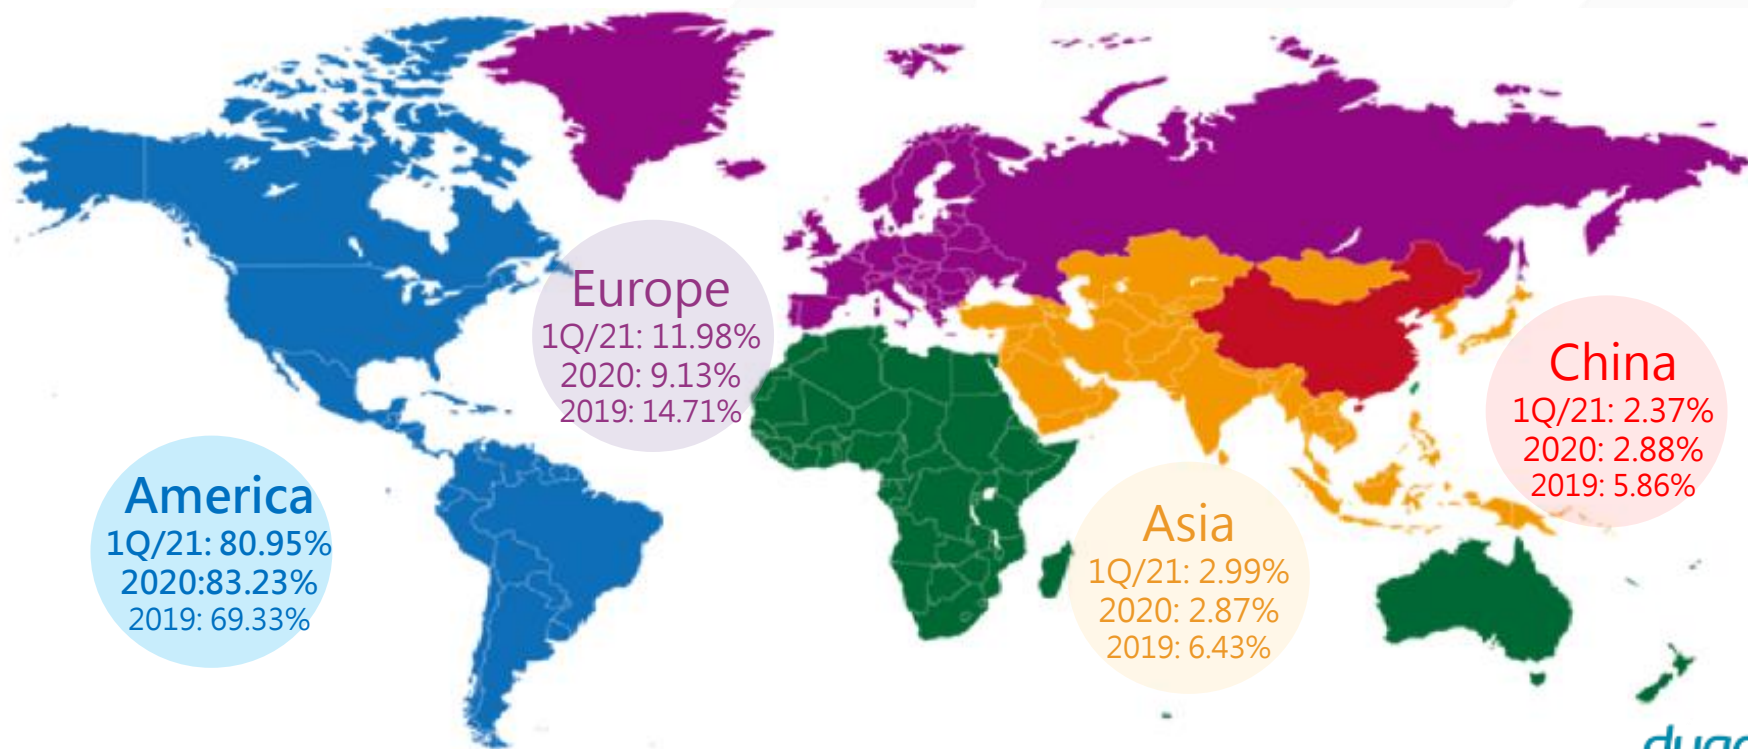 Europe
1Q/21: 11.98%
2020: 9.13%
2019: 14.71%
America
1Q/21: 80.95%
2020:83.23%
2019: 69.33%
China
1Q/21: 2.37%
2020: 2.88%
2019: 5.86%
Asia
1Q/21: 2.99%
2020: 2.87%
2019: 6.43%